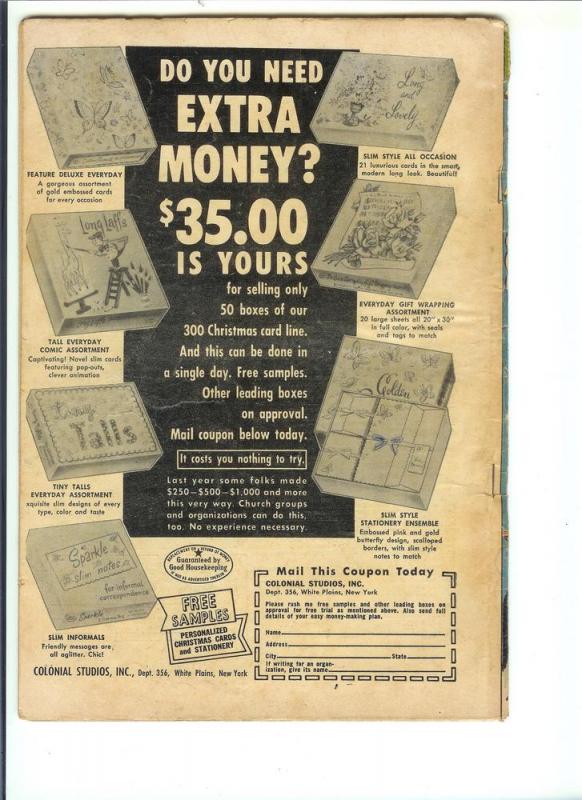 DO YOU NEED
EXTRA
MONEY?
$35.00
IS YOURS
for selling only
50 boxes of our
300 Christmas card line.
And this can be done in
a single day. Free samples.
Other leading boxes
on approval.
Mail coupon below today.
It costs you nothing to try.
Last year some folks made
$250—$500—$1,000 and more
this way. Church groups
and organizations can do this,
too. No experience necessary.
FEATURE DELUXE EVERYDAY
A gorgeous assortment
of gold embossed cards
for every occasion
Long Laffs
TALL EVERYDAY
COMIC ASSORTMENT
Captivating! Novel slim cards
featuring pop-outs,
clever animation
Tiny
Talls
TINY TALLS
EVERYDAY ASSORTMENT
xquisite slim designs of every
type, color and taste
Sparkle
slim notes
for informal
correspondence
Sparkle
SLIM INFORMALS
Friendly messages are,
all aglitter. Chic!
Long
and
Lovely
SLIM STYLE ALL OCCASION
21 luxurious cards in the smart,
modern long look. Beautiful!
EVERYDAY GIFT WRAPPING
ASSORTMENT
20 large sheets all 20" x 30"
in full color, with seals
and tags to match
Golden
SLIM STYLE
STATIONERY ENSEMBLE
Embossed pink and gold
butterfly design, scalloped
borders, with slim style
notes to match
REPLACEMENT OR REFUND OF MONEY
Guaranteed by
Good Housekeeping
IF NOT AS ADVERTISED THEREIN
FREE
SAMPLES
PERSONALIZED
CHRISTMAS CARDS
and STATIONERY
COLONIAL STUDIOS, INC., Dept. 356, White Plains, New York
Mail This Coupon Today
COLONIAL STUDIOS, INC.
Dept. 356, White Plains, New York
Please rush me free samples and other leading boxes on
approval for free trial as mentioned above. Also send full
details of your easy money-making plan.
Name
Address
City State
If writing for an organ-
ization, give its name